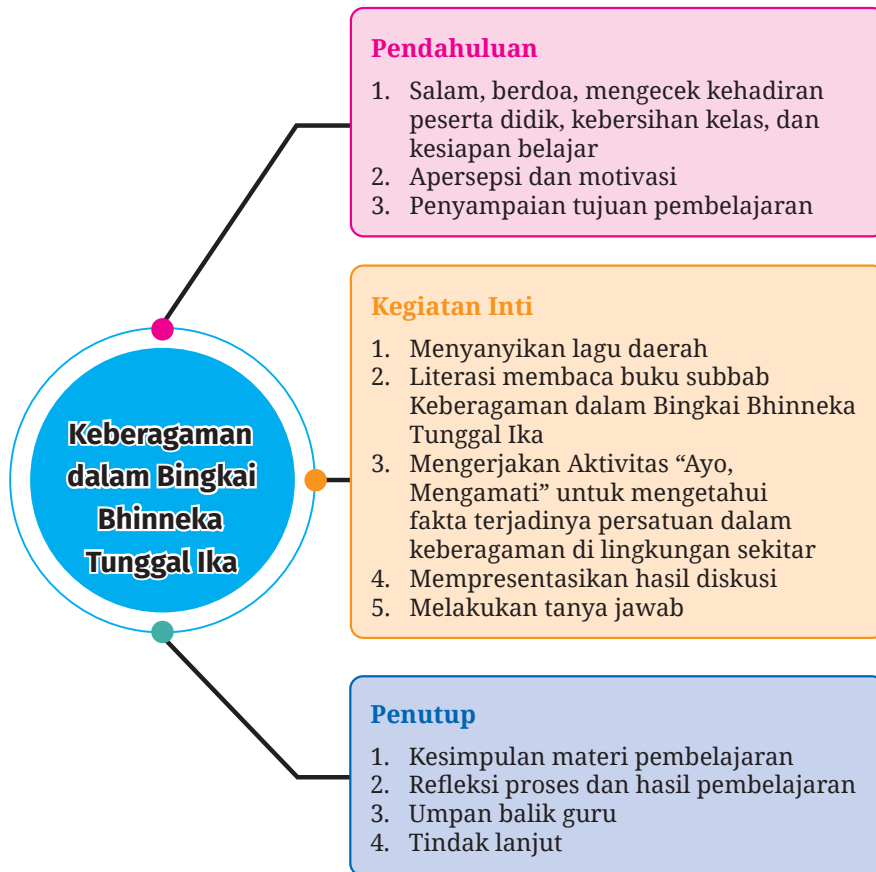 Pendahuluan
1. Salam, berdoa, mengecek kehadiran
peserta didik, kebersihan kelas, dan
kesiapan belajar
2. Apersepsi dan motivasi
3. Penyampaian tujuan pembelajaran
Keberagaman
dalam Bingkai
Bhinneka
Tunggal Ika
Kegiatan Inti
1. Menyanyikan lagu daerah
2. Literasi membaca buku subbab
Keberagaman dalam Bingkai Bhinneka
Tunggal Ika
3. Mengerjakan Aktivitas “Ayo,
Mengamati” untuk mengetahui
fakta terjadinya persatuan dalam
keberagaman di lingkungan sekitar
4. Mempresentasikan hasil diskusi
5. Melakukan tanya jawab
Penutup
1. Kesimpulan materi pembelajaran
2. Refleksi proses dan hasil pembelajaran
3. Umpan balik guru
4. Tindak lanjut